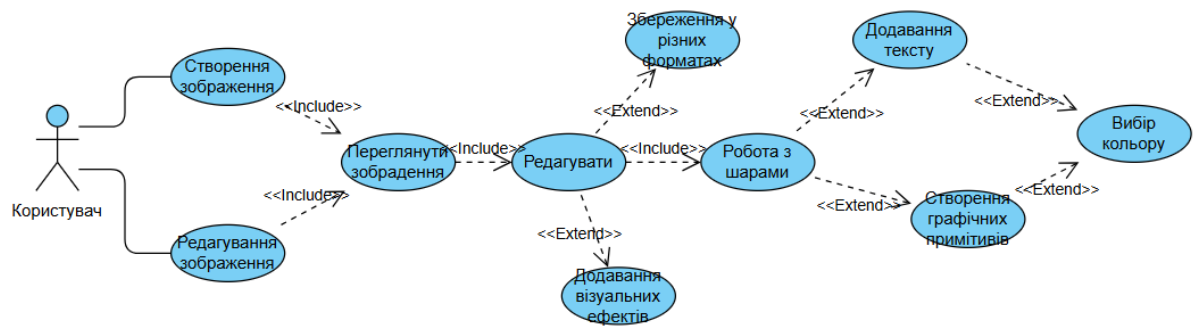 Користувач
Створення
зображення
Редагування
зображення
<<Include>>
<<Include>>
Переглянути
зобрадення
<<Include>>
Редагувати
<<Extend>>
Збереження у
різних
форматах
<<Extend>>
Додавання
візуальних
ефектів
<<Include>>
Робота з
шарами
<<Extend>>
Додавання
тексту
<<Extend>>
Створення
графічних
примітивів
<<Extend>>
<<Extend>>
Вибір
кольору